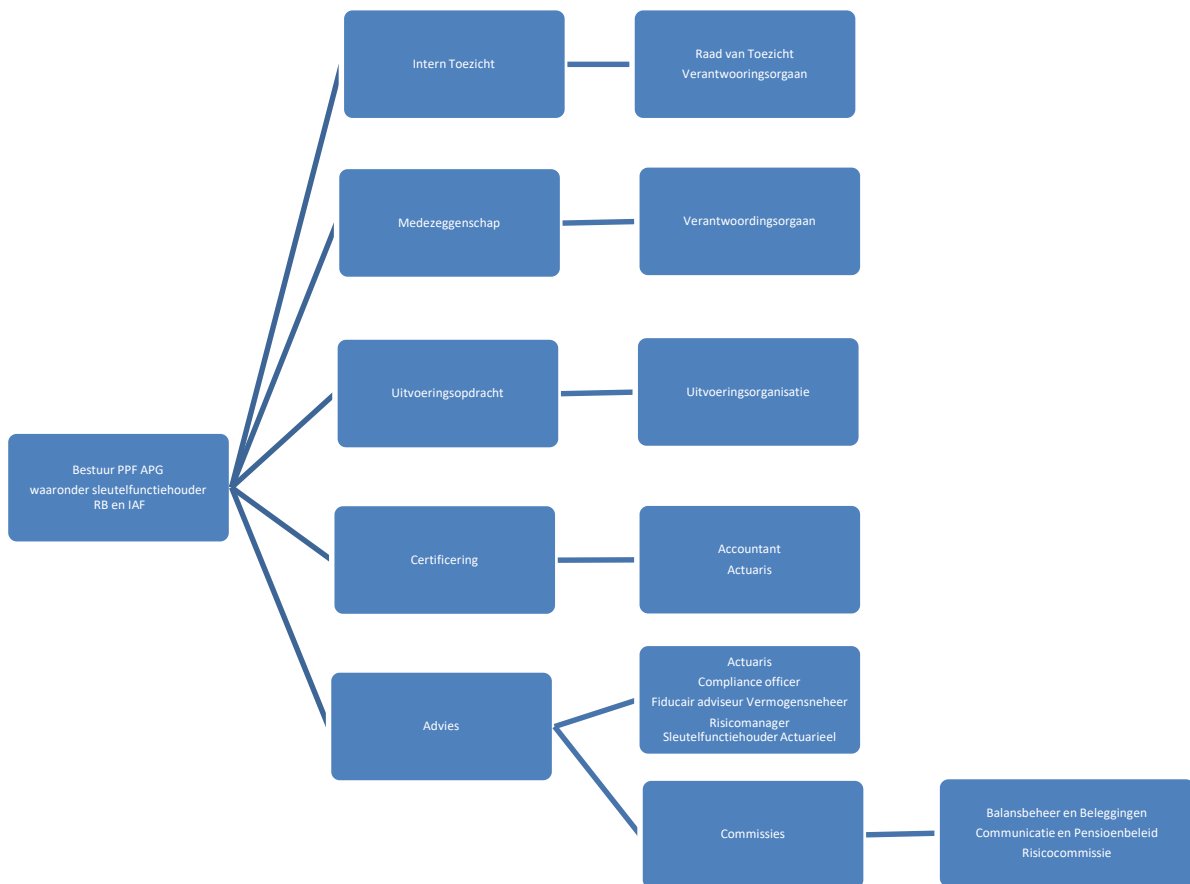 Intern Toezicht
Raad van Toezicht
Verantwooringsorgaan
Medezeggenschap
Verantwoordingsorgaan
Uitvoeringsopdracht
Uitvoeringsorganisatie
Bestuur PPF APG
waaronder sleutelfunctiehouder
RB en IAF
Certificering
Accountant
Actuaris
Advies
Actuaris
Compliance officer
Fiducair adviseur Vermogensneheer
Risicomanager
Sleutelfunctiehouder Actuarieel
Commissies
Balansbeheer en Beleggingen
Communicatie en Pensioenbeleid
Risicocommissie